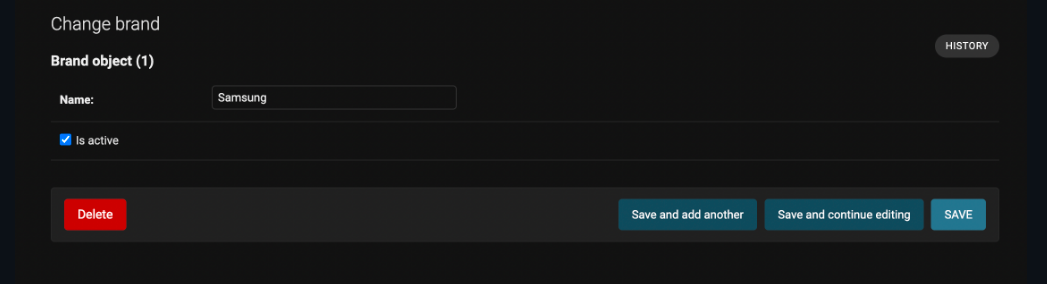 Change brand
HISTORY
Brand object (1)
Name:
Samsung
Is active
Delete
Save and add another
Save and continue editing
SAVE